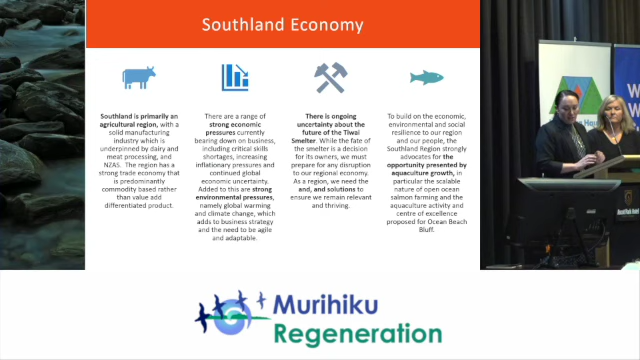 Southland Economy
Southland is primarily an
agricultural region, with a
solid manufacturing
industry which is
underpinned by dairy and
meat processing, and
NZAS. The region has a
strong trade economy that
is predominantly
commodity based rather
than value add
differentiated product.
There are a range of
strong economic
pressures currently
bearing down on business,
including critical skills
shortages, increasing
inflationary pressures and
continued global
economic uncertainty.
Added to this are strong
environmental pressures,
namely global warming
and climate change, which
adds to business strategy
and the need to be agile
and adaptable.
There is ongoing
uncertainty about the
future of the Tiwai
Smelter. While the fate of
the smelter is a decision
for its owners, we must
prepare for any disruption
to our regional economy.
As a region, we need the
and, and solutions to
ensure we remain relevant
and thriving.
To build on the economic,
environmental and social
resilience to our region
and our people, the
Southland Region strongly
advocates for the
opportunity presented by
aquaculture growth, in
particular the scalable
nature of open ocean
salmon farming and the
aquaculture activity and
centre of excellence
proposed for Ocean Beach
Bluff.
Murihiku
Regeneration